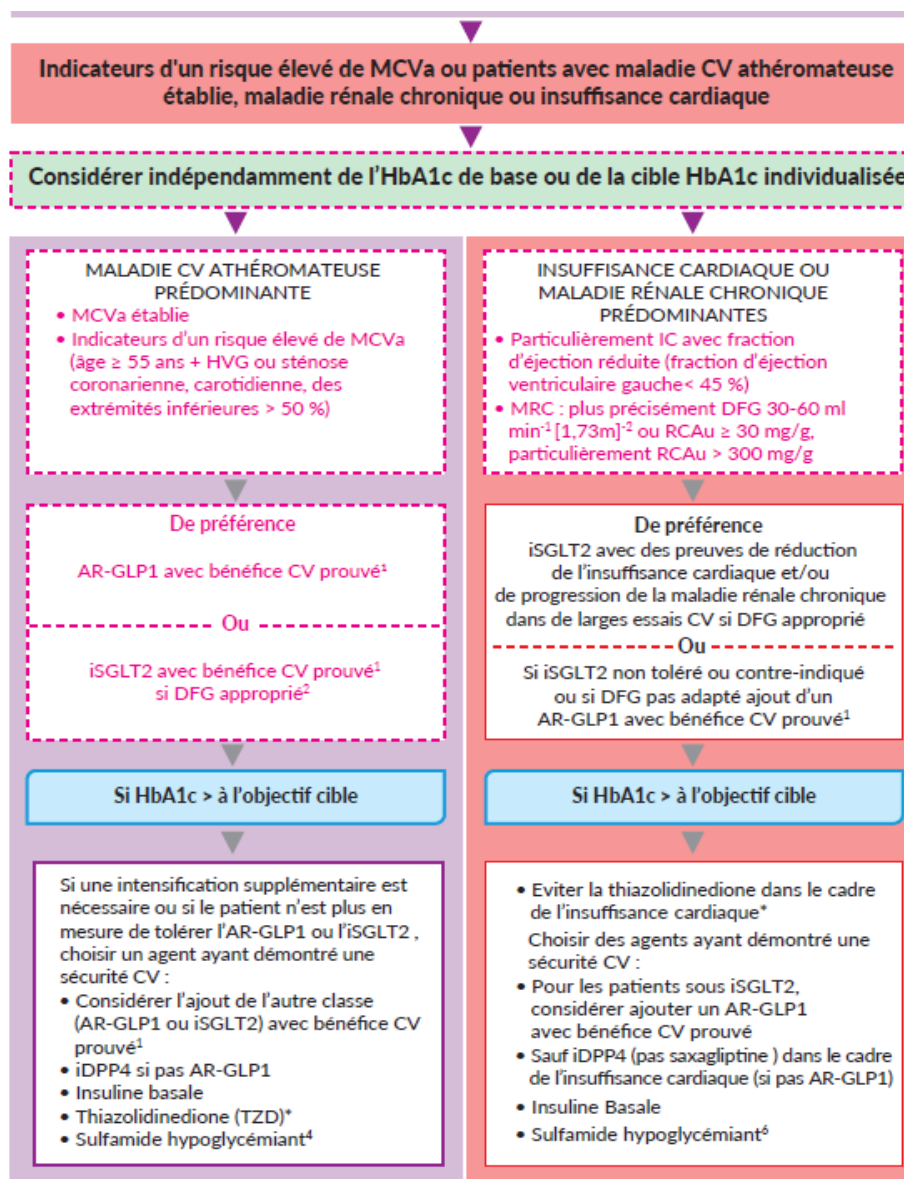 Indicateurs d'un risque élevé de MCVa ou patients avec maladie CV athéromateuse
établie, maladie rénale chronique ou insuffisance cardiaque
Considérer indépendamment de l'HbA1c de base ou de la cible HbA1c individualisée
MALADIE CV ATHÉROMATEUSE
PRÉDOMINANTE
• MCVa établie
• Indicateurs d'un risque élevé de MCVa
(âge ≥ 55 ans + HVG ou sténose
coronarienne, carotidienne, des
extrémités inférieures > 50 %)
De préférence
AR-GLP1 avec bénéfice CV prouvé¹
Ou
iSGLT2 avec bénéfice CV prouvé¹
si DFG approprié²
Si HbA1c > à l'objectif cible
Si une intensification supplémentaire est
nécessaire ou si le patient n'est plus en
mesure de tolérer l'AR-GLP1 ou l'iSGLT2 ,
choisir un agent ayant démontré une
sécurité CV :
• Considérer l'ajout de l'autre classe
(AR-GLP1 ou iSGLT2) avec bénéfice CV
prouvé¹
• iDPP4 si pas AR-GLP1
• Insuline basale
• Thiazolidinedione (TZD)*
• Sulfamide hypoglycémiant⁴
INSUFFISANCE CARDIAQUE OU
MALADIE RÉNALE CHRONIQUE
PRÉDOMINANTES
• Particulièrement IC avec fraction
d'éjection réduite (fraction d'éjection
ventriculaire gauche< 45 %)
• MRC : plus précisément DFG 30-60 ml
min⁻¹ [1,73m]⁻² ou RCAu ≥ 30 mg/g,
particulièrement RCAu > 300 mg/g
De préférence
iSGLT2 avec des preuves de réduction
de l'insuffisance cardiaque et/ou
de progression de la maladie rénale chronique
dans de larges essais CV si DFG approprié
Ou
Si iSGLT2 non toléré ou contre-indiqué
ou si DFG pas adapté ajout d'un
AR-GLP1 avec bénéfice CV prouvé¹
Si HbA1c > à l'objectif cible
• Eviter la thiazolidinedione dans le cadre
de l'insuffisance cardiaque*
Choisir des agents ayant démontré une
sécurité CV :
• Pour les patients sous iSGLT2,
considérer ajouter un AR-GLP1
avec bénéfice CV prouvé
• Sauf iDPP4 (pas saxagliptine ) dans le cadre
de l'insuffisance cardiaque (si pas AR-GLP1)
• Insuline Basale
• Sulfamide hypoglycémiant⁶